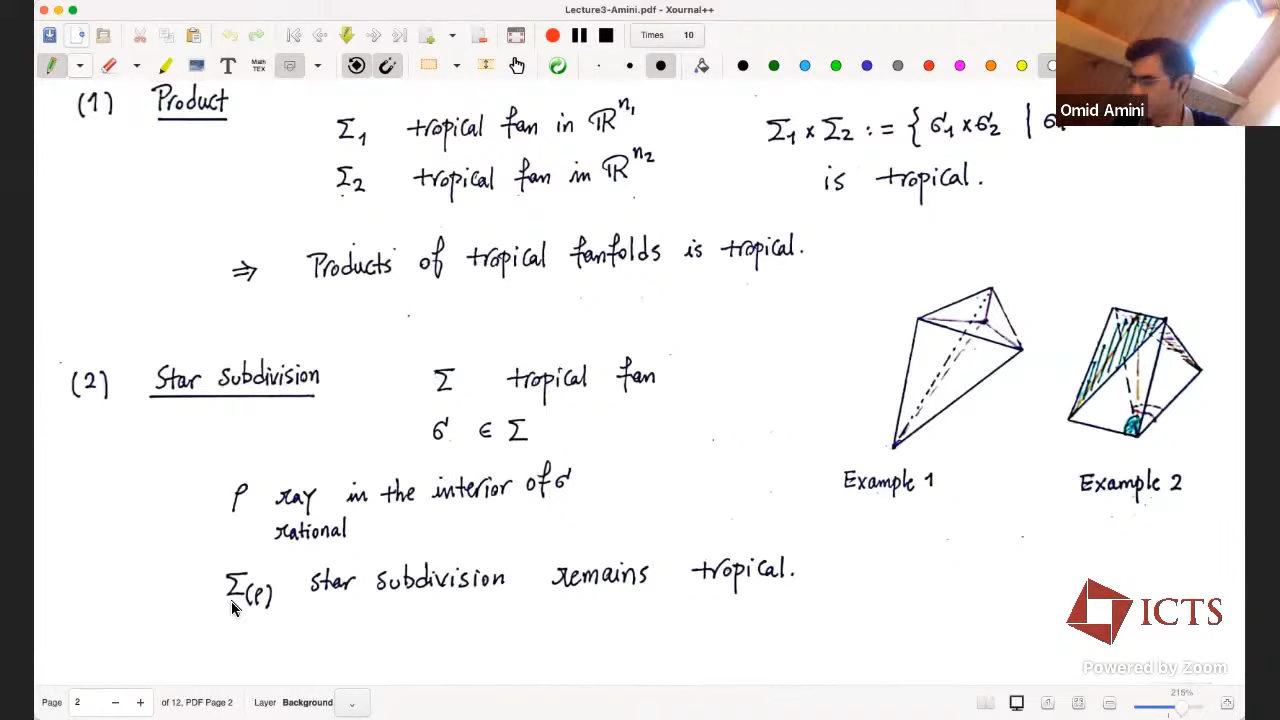 Lecture3-Amini.pdf - Xournal++
Times 10
Omid Amini
(1) Product
Σ₁ tropical fan in ℝ^n₁
Σ₂ tropical fan in ℝ^n₂
Σ₁ × Σ₂ := { σ₁ × σ₂ |
is tropical.
⇒ Products of tropical fanfolds is tropical.
(2) Star Subdivision
Σ tropical fan
σ ∈ Σ
ρ ray in the interior of σ
rational
Σ(ρ) star subdivision remains tropical.
Example 1
Example 2
ICTS
Powered by Zoom
Page 2 of 12, PDF Page 2 Layer Background
215%